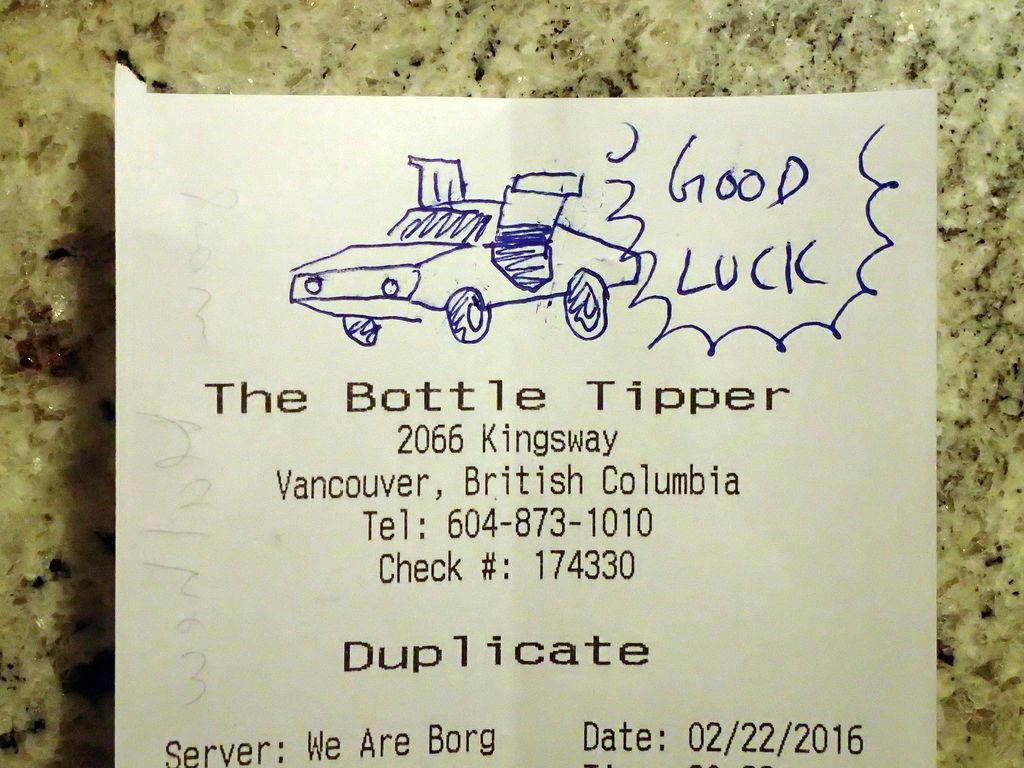 GOOD
LUCK
The Bottle Tipper
2066 Kingsway
Vancouver, British Columbia
Tel: 604-873-1010
Check #: 174330
Duplicate
Server: We Are Borg Date: 02/22/2016